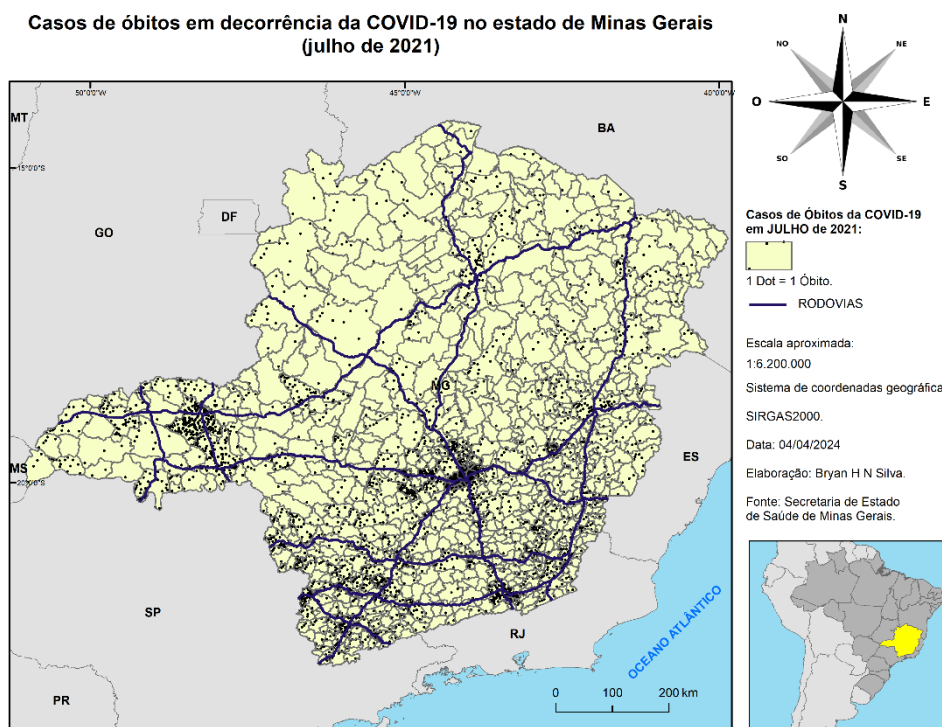 Casos de óbitos em decorrência da COVID-19 no estado de Minas Gerais
(julho de 2021)
50°0'0"W
45°0'0"W
40°0'0"W
MT
BA
15°0'0"S
DF
GO
MG
MS
20°0'0"S
ES
SP
RJ
OCEANO ATLÂNTICO
PR
0 100 200 km
N
NO
NE
O
E
SO
SE
S
Casos de Óbitos da COVID-19
em JULHO de 2021:
1 Dot = 1 Óbito.
RODOVIAS
Escala aproximada:
1:6.200.000
Sistema de coordenadas geográfica
SIRGAS2000.
Data: 04/04/2024
Elaboração: Bryan H N Silva.
Fonte: Secretaria de Estado
de Saúde de Minas Gerais.